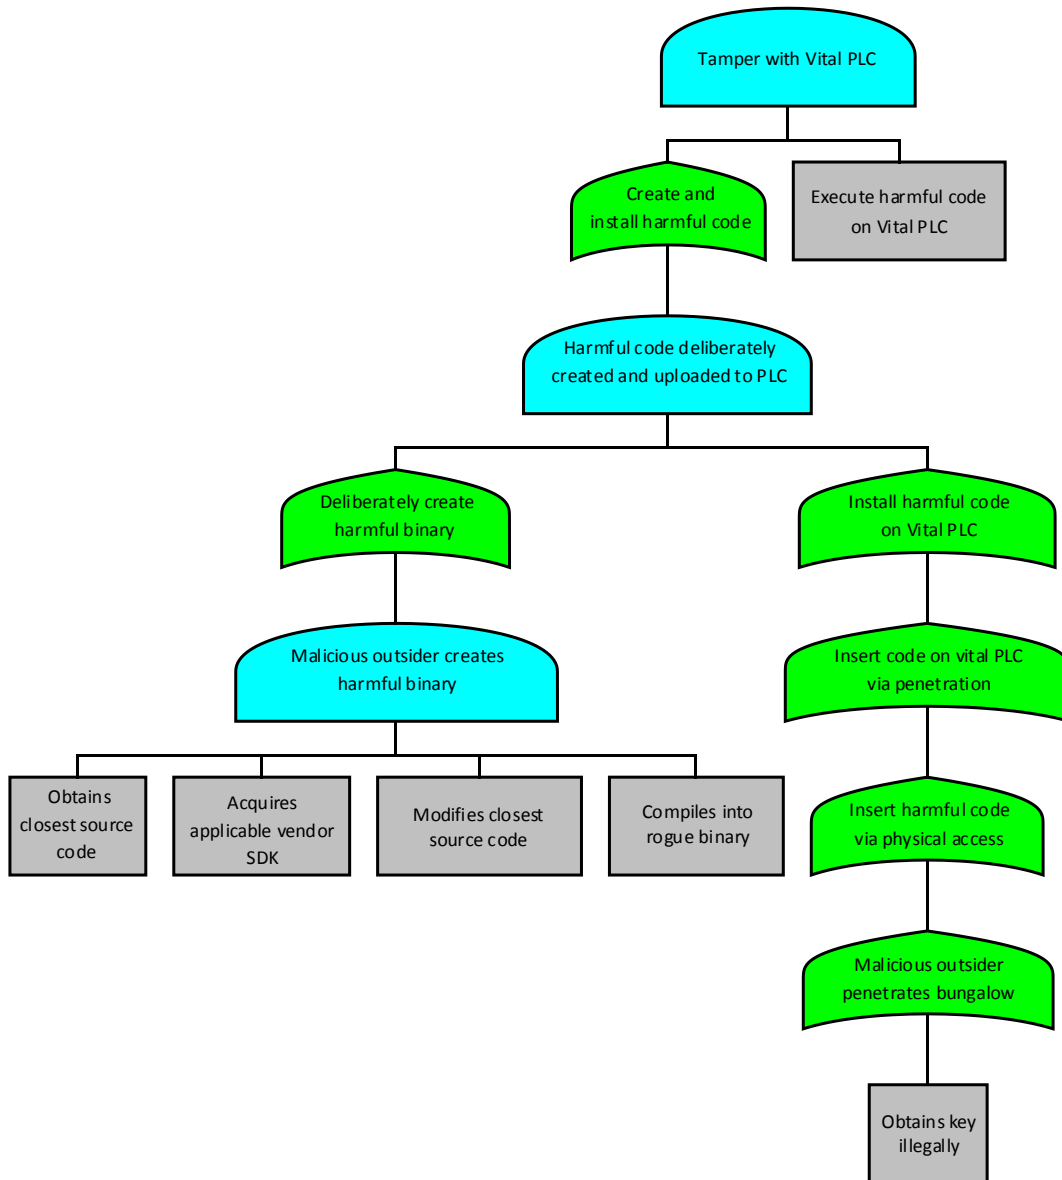 Tamper with Vital PLC
Create and
install harmful code
Execute harmful code
on Vital PLC
Harmful code deliberately
created and uploaded to PLC
Deliberately create
harmful binary
Install harmful code
on Vital PLC
Malicious outsider creates
harmful binary
Insert code on vital PLC
via penetration
Obtains
closest source
code
Acquires
applicable vendor
SDK
Modifies closest
source code
Compiles into
rogue binary
Insert harmful code
via physical access
Malicious outsider
penetrates bungalow
Obtains key
illegally